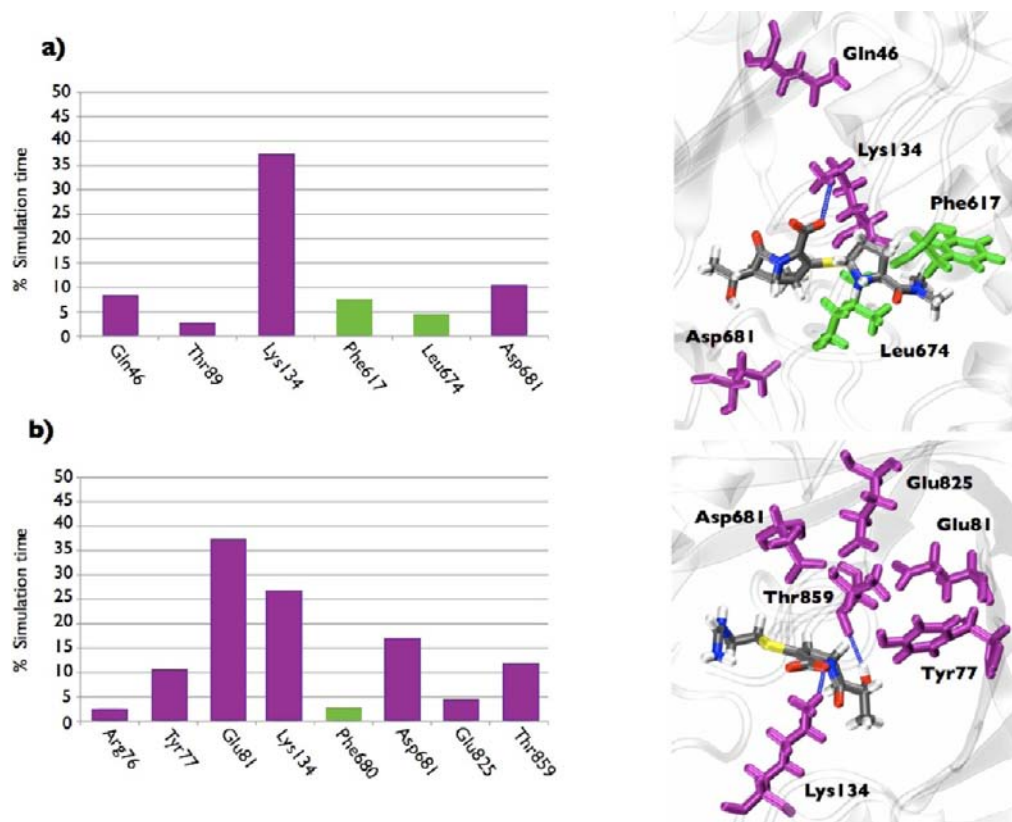 a)
% Simulation time
50
45
40
35
30
25
20
15
10
5
0
Gln46
Thr89
Lys134
Phe617
Leu674
Asp681
Gln46
Lys134
Phe617
Asp681
Leu674
b)
% Simulation time
50
45
40
35
30
25
20
15
10
5
0
Arg76
Tyr77
Glu81
Lys134
Phe680
Asp681
Glu825
Thr859
Glu825
Asp681
Glu81
Thr859
Tyr77
Lys134